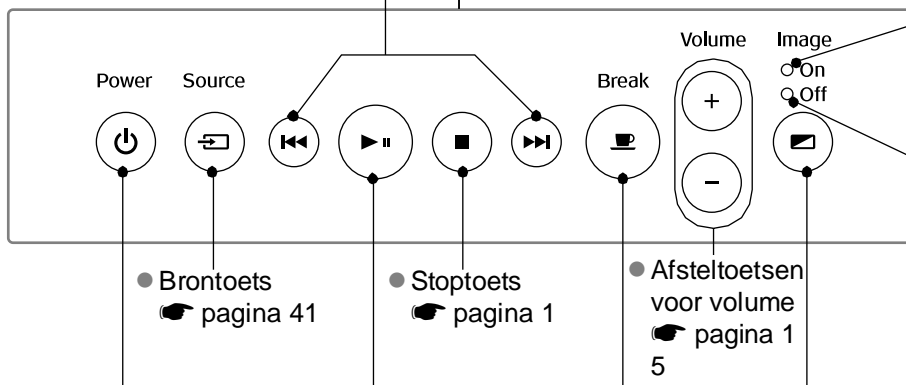 Volume Image
On
Off
Power Source Break
Brontoets
☛ pagina 41
Stoptoets
☛ pagina 1
Afsteltoetsen
voor volume
☛ pagina 1
5